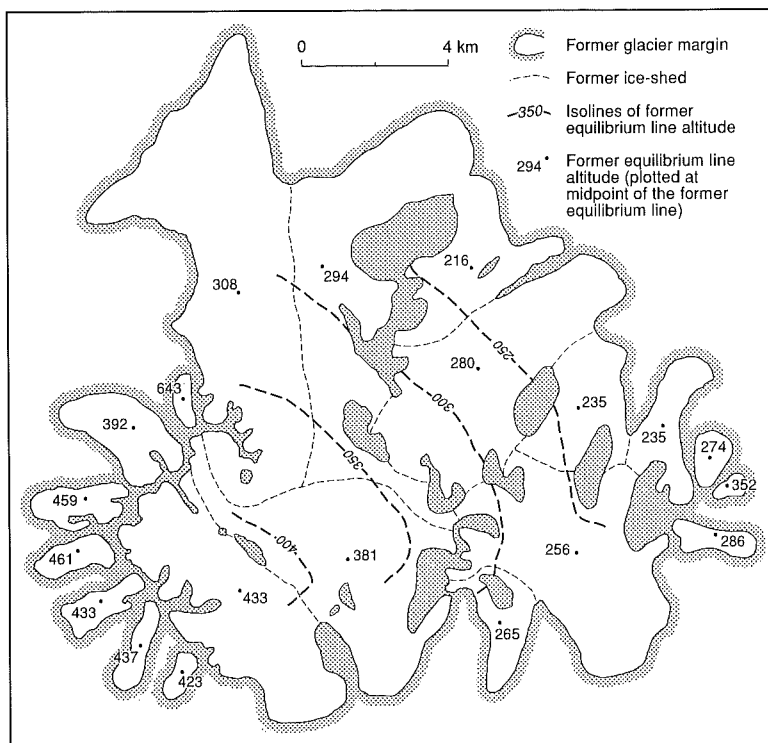 0 4 km
Former glacier margin
Former ice-shed
350
Isolines of former
equilibrium line altitude
294
Former equilibrium line
altitude (plotted at
midpoint of the former
equilibrium line)
216
294
308
250
280
643
300
235
392
235
274
350
352
459
286
400
461
381
256
433
433
265
437
423